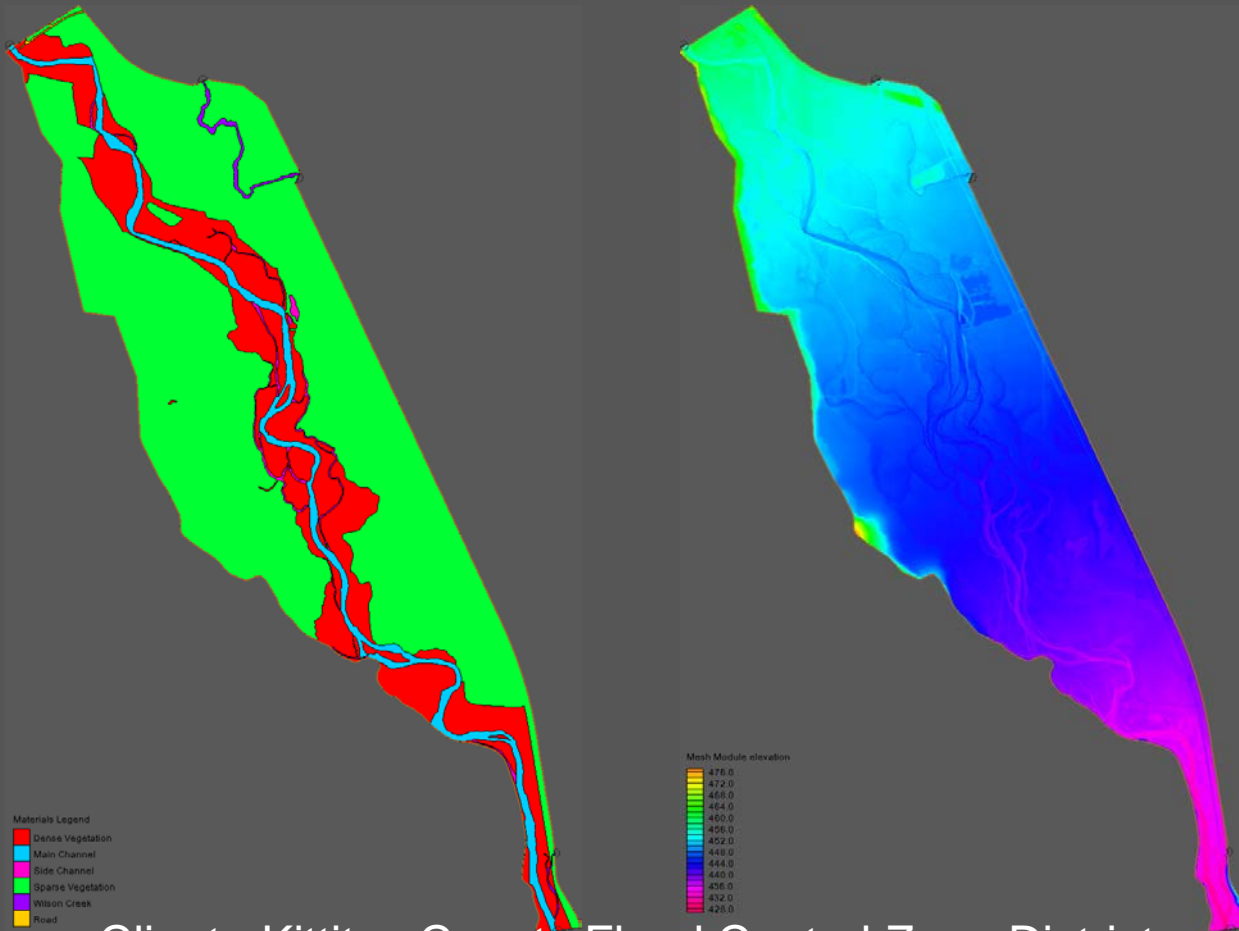 Materials Legend
Dense Vegetation
Main Channel
Side Channel
Sparse Vegetation
Wilson Creek
Road
Mesh Module elevation
476.0
472.0
468.0
464.0
460.0
456.0
452.0
448.0
444.0
440.0
436.0
432.0
428.0
Client: Kittitas County Flood Control Zone District